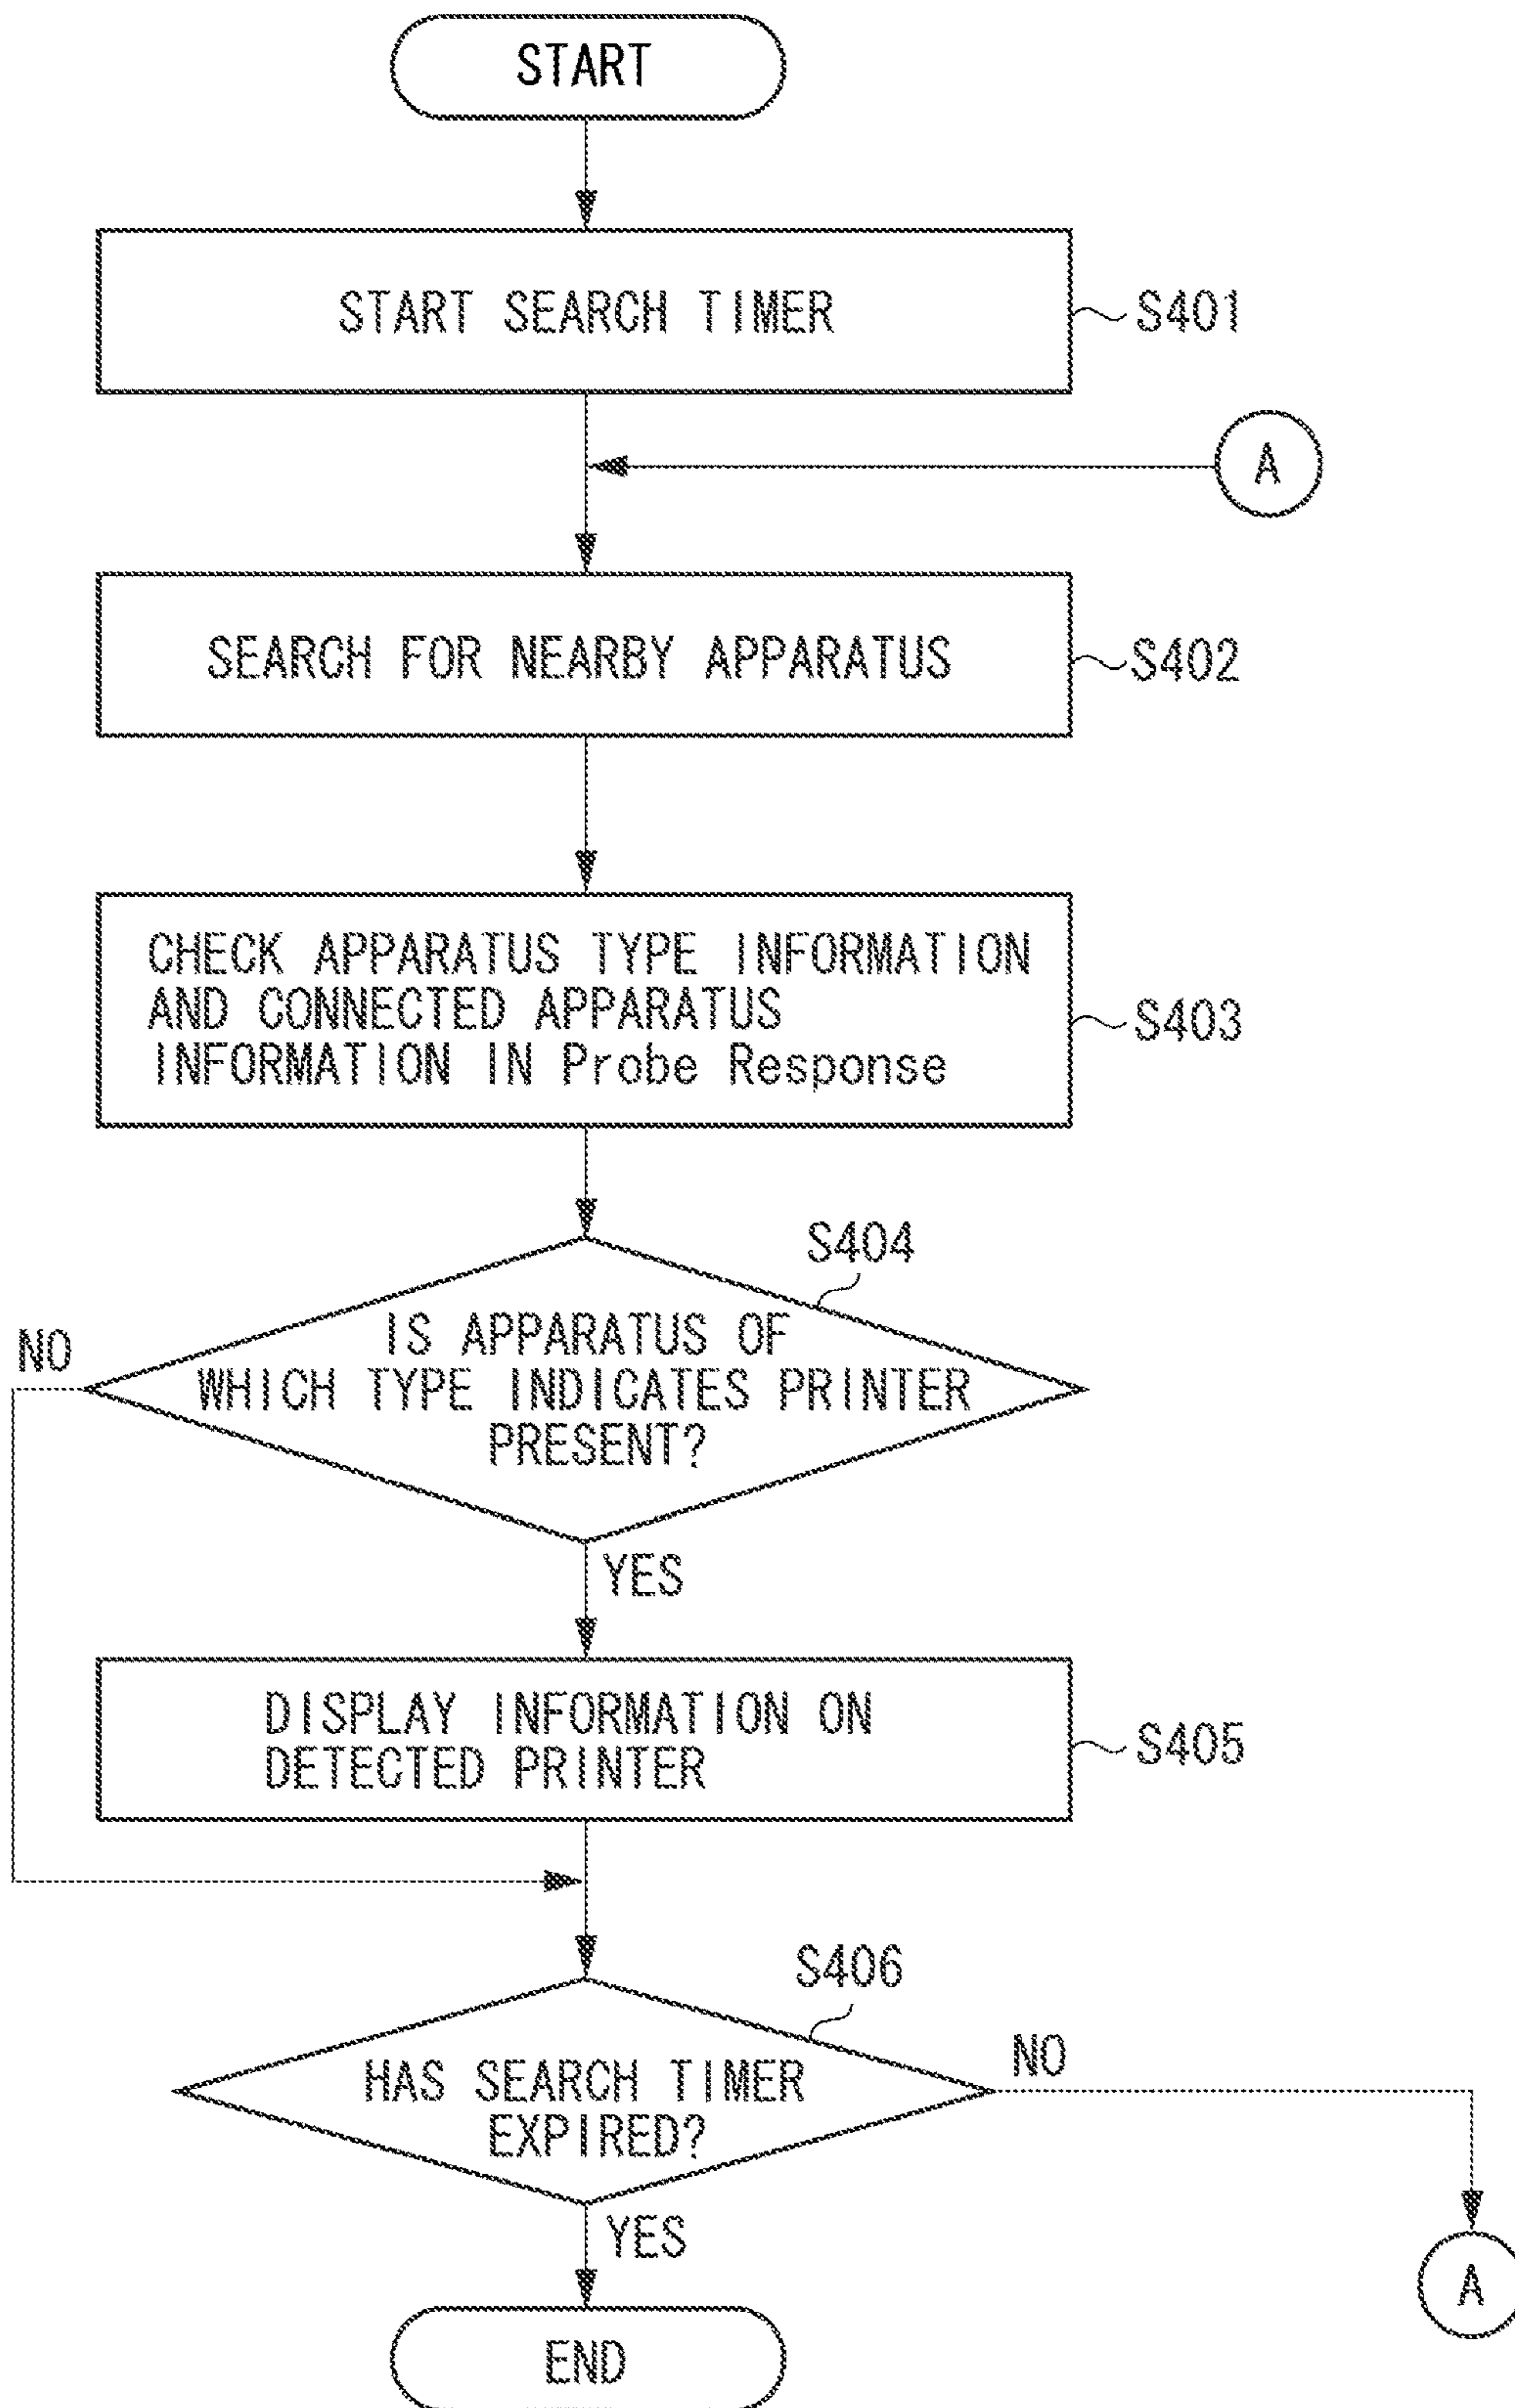 START
START SEARCH TIMER
S401
A
SEARCH FOR NEARBY APPARATUS
S402
CHECK APPARATUS TYPE INFORMATION
AND CONNECTED APPARATUS
INFORMATION IN Probe Response
S403
S404
IS APPARATUS OF
WHICH TYPE INDICATES PRINTER
PRESENT?
NO
YES
DISPLAY INFORMATION ON
DETECTED PRINTER
S405
S406
HAS SEARCH TIMER
EXPIRED?
NO
YES
A
END